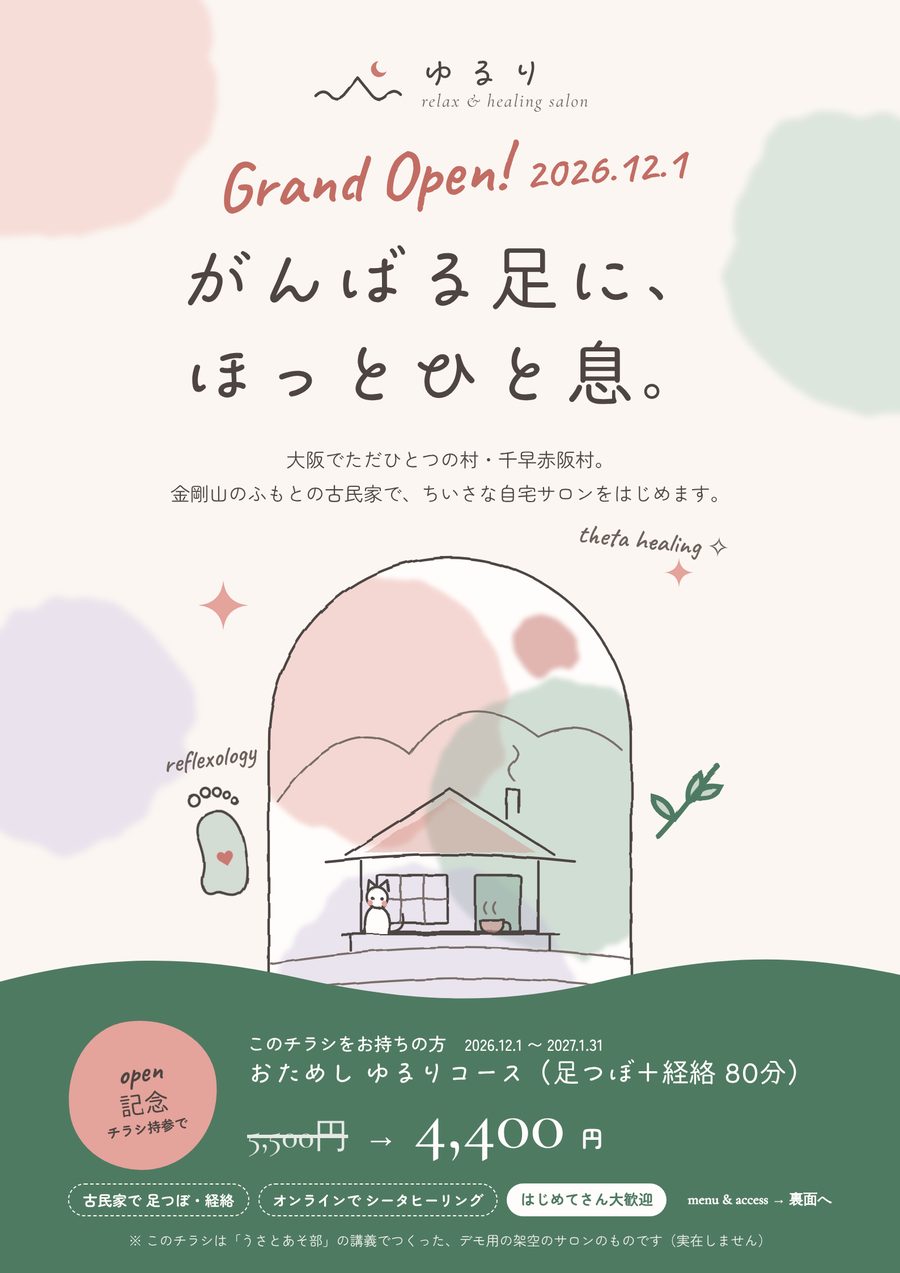 ゆるり
relax & healing salon
Grand Open! 2026.12.1
がんばる足に、
ほっとひと息。
大阪でただひとつの村・千早赤阪村。
金剛山のふもとの古民家で、ちいさな自宅サロンをはじめます。
theta healing
reflexology
open
記念
チラシ持参で
このチラシをお持ちの方 2026.12.1 〜 2027.1.31
おためし ゆるりコース（足つぼ＋経絡 80分）
5,500円 → 4,400 円
古民家で 足つぼ・経絡
オンラインで シータヒーリング
はじめてさん大歓迎
menu & access → 裏面へ
※ このチラシは「うさとあそ部」の講義でつくった、デモ用の架空のサロンのものです（実在しません）